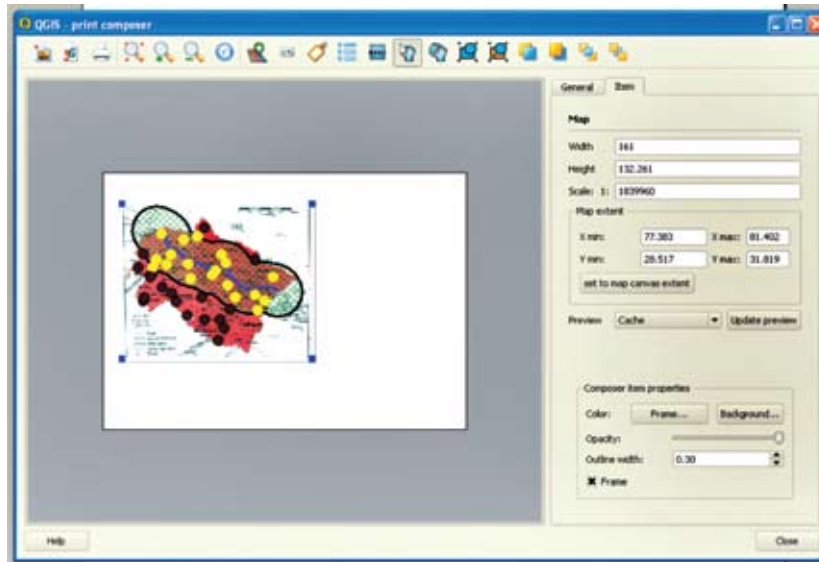 QGIS - print composer
General Item
Map
Width 161
Height 132.261
Scale: 1: 1839960
Map extent
X min: 77.383 X max: 81.402
Y min: 28.517 Y max: 31.819
set to map canvas extent
Preview Cache Update preview
Composer item properties
Color: Frame... Background...
Opacity:
Outline width: 0.30
Frame
Help Close